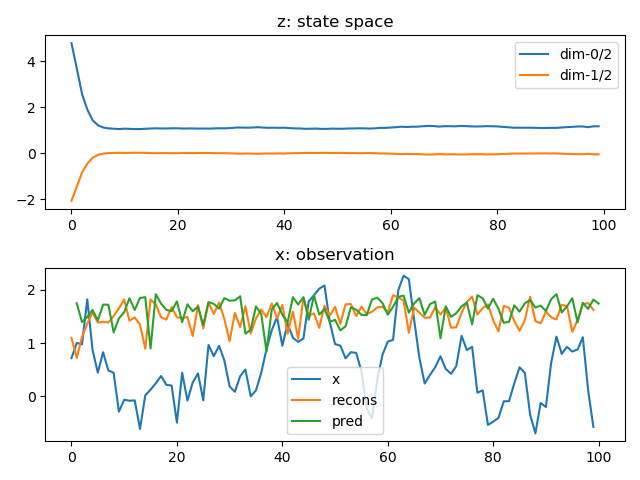 z: state space
dim-0/2
dim-1/2
4
2
0
−2
0 20 40 60 80 100
x: observation
2
1
0
x
recons
pred
0 20 40 60 80 100